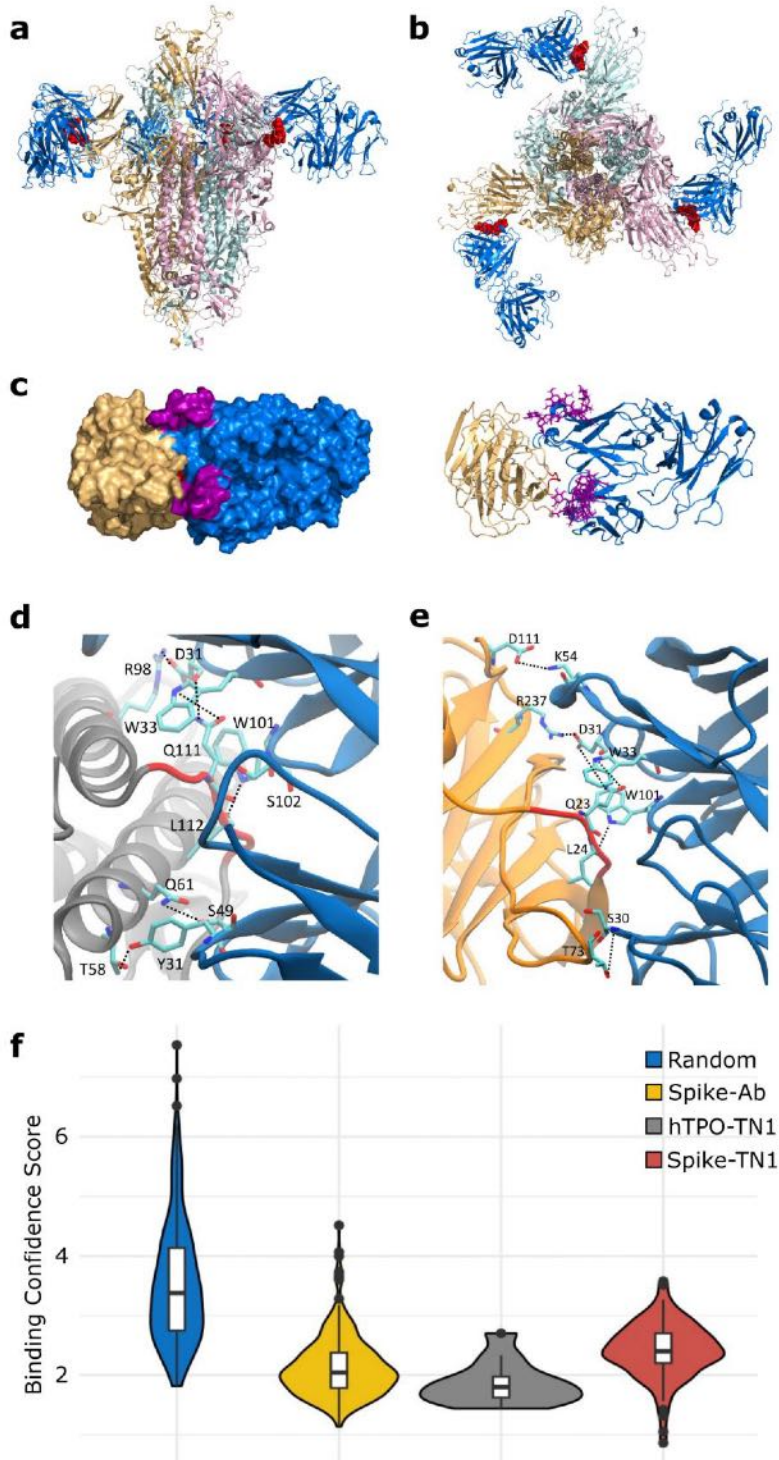 a
b
c
d
e
R98
D31
W33
W101
Q111
S102
L112
Q61
S49
T58
Y31
D111
K54
R237
D31
W33
W101
Q23
L24
S30
T73
f
Binding Confidence Score
6
4
2
Random
Spike-Ab
hTPO-TN1
Spike-TN1